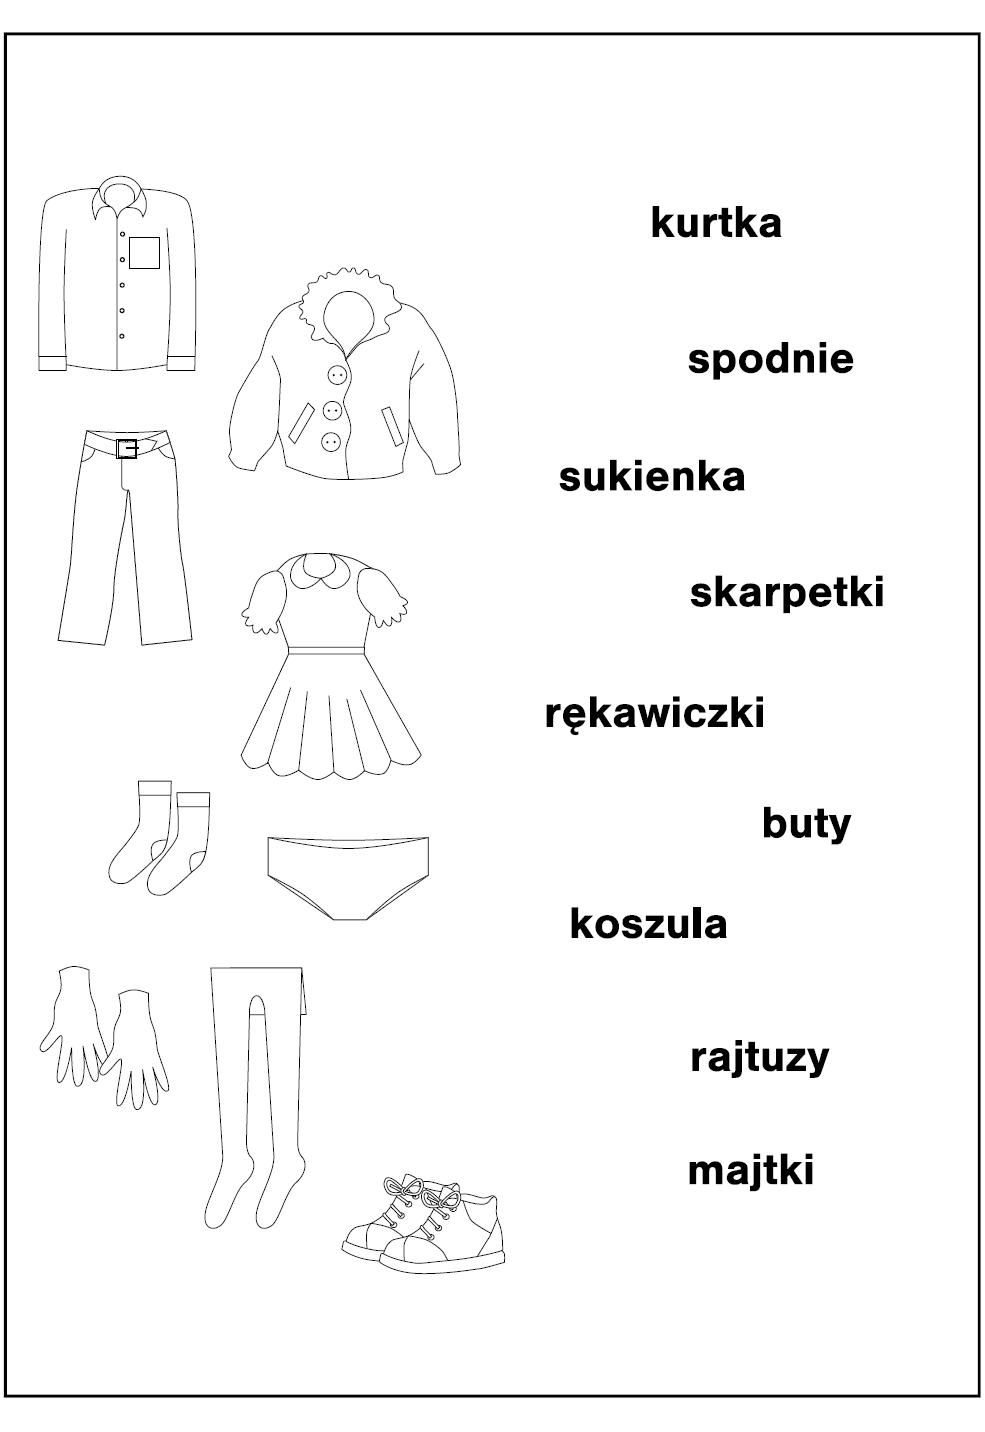 kurtka
spodnie
sukienka
skarpetki
rękawiczki
buty
koszula
rajtuzy
majtki